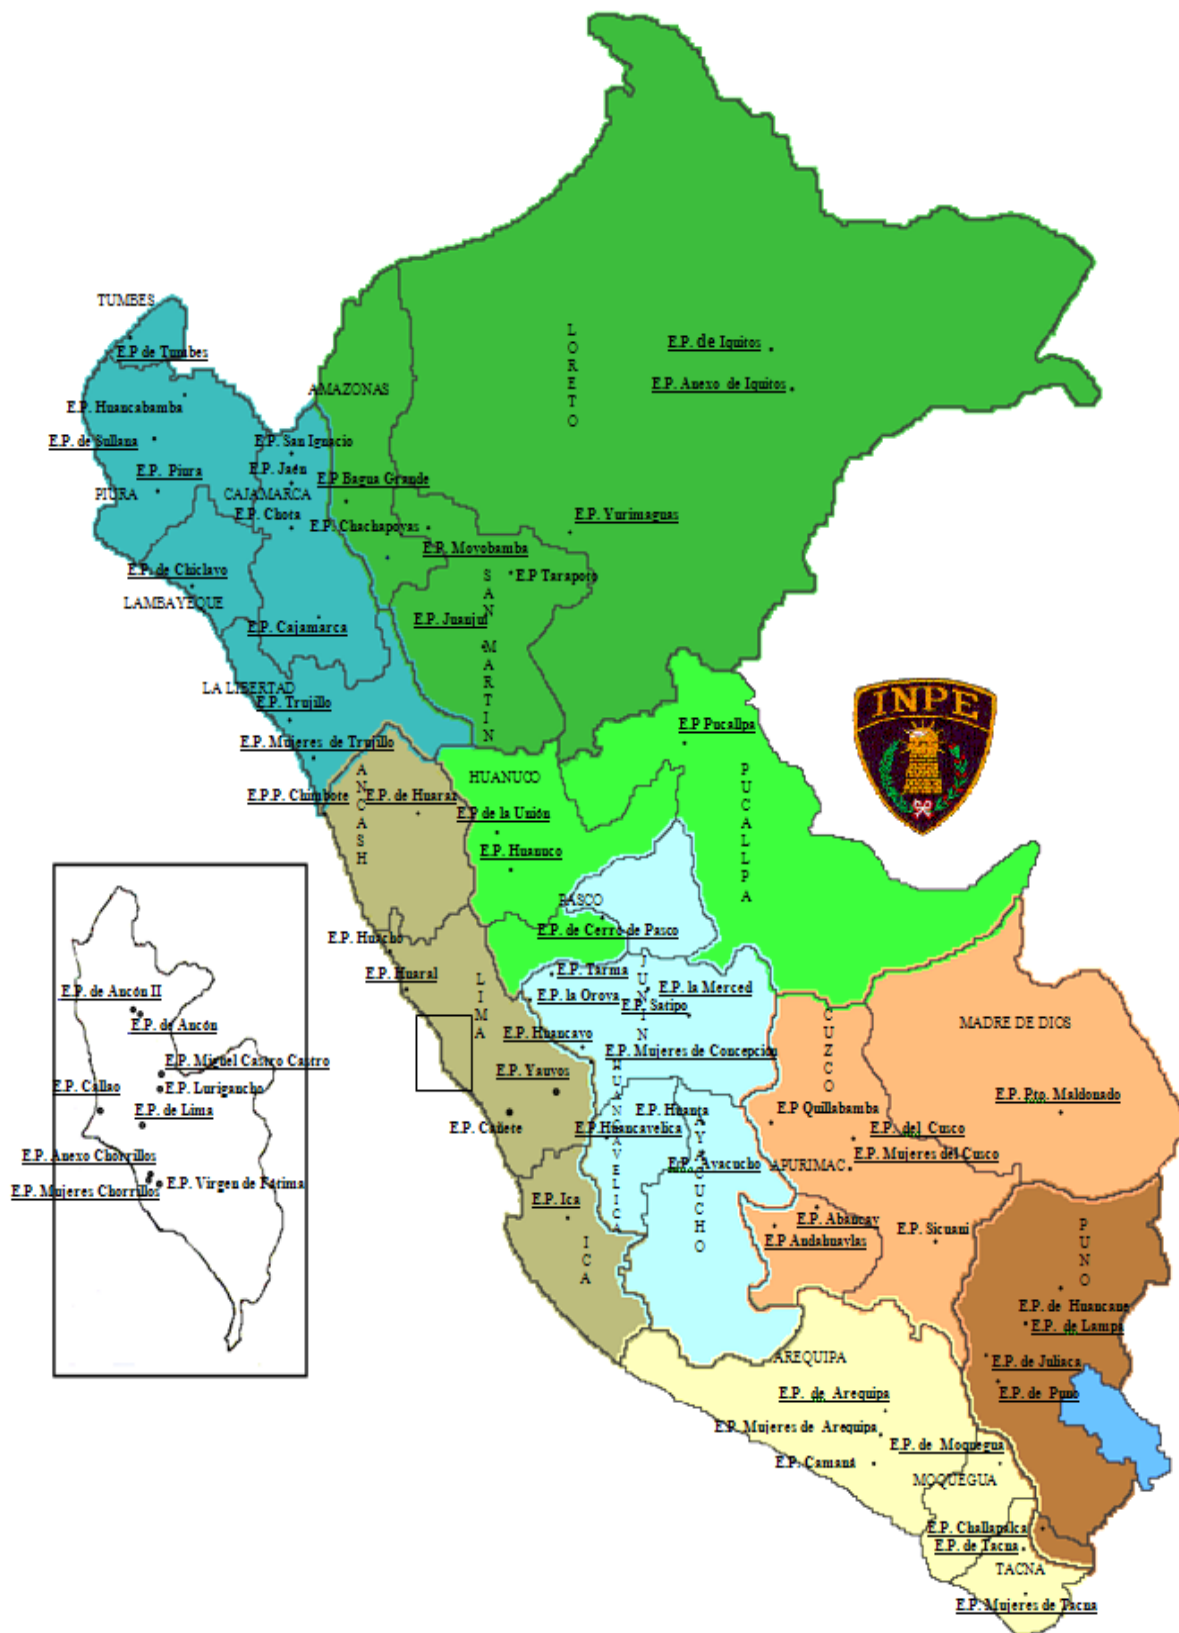 LORETO
TUMBES
E.P. de Iquitos
E.P de Tumbes
AMAZONAS
E.P. Anexo de Iquitos
E.P. Huancabamba
E.P. de Sullana
E.P. San Ignacio
E.P. Piura
E.P. Jaén
E.P Bagua Grande
PIURA
CAJAMARCA
E.P. Chota
E.P. Chachapoyas
E.P. Yurimaguas
E.P. Moyobamba
E.P. de Chiclayo
E.P Tarapoto
SAN MARTIN
LAMBAYEQUE
E.P. Cajamarca
E.P. Juanjui
LA LIBERTAD
E.P. Trujillo
INPE
E.P Pucallpa
E.P. Mujeres de Trujillo
PUCALLPA
ANCASH
HUANUCO
E.P.P. Chimbote
E.P. de Huaraz
E.P de la Unión
E.P. Huanuco
PASCO
E.P. de Cerro de Pasco
E.P. Huacho
E.P. Tarma
JUNIN
E.P. Huaral
LIMA
E.P. la Merced
E.P. de Ancón II
E.P. la Oroya
E.P. Satipo
E.P. de Ancón
CUZCO
MADRE DE DIOS
E.P. Huancayo
E.P. Mujeres de Concepción
E.P. Miguel Castro Castro
E.P. Yauyos
HUANCAVELICA
E.P. Callao
E.P. Lurigancho
E.P. Pto. Maldonado
E.P. de Lima
E.P. Cañete
E.P. Huanta
E.P Quillabamba
E.P. del Cusco
E.P. Huancavelica
AYACUCHO
E.P. Mujeres del Cusco
E.P. Anexo Chorrillos
E.P. Ayacucho
APURIMAC
E.P. Mujeres Chorrillos
E.P. Virgen de Fátima
E.P. Ica
E.P. Abancay
E.P Andahuaylas
E.P. Sicuani
PUNO
ICA
E.P. de Huancane
E.P. de Lampa
AREQUIPA
E.P. de Juliaca
E.P. de Arequipa
E.P. de Puno
E.P. Mujeres de Arequipa
E.P. de Moquegua
E.P. Camaná
MOQUEGUA
E.P. Challapalca
E.P. de Tacna
TACNA
E.P. Mujeres de Tacna